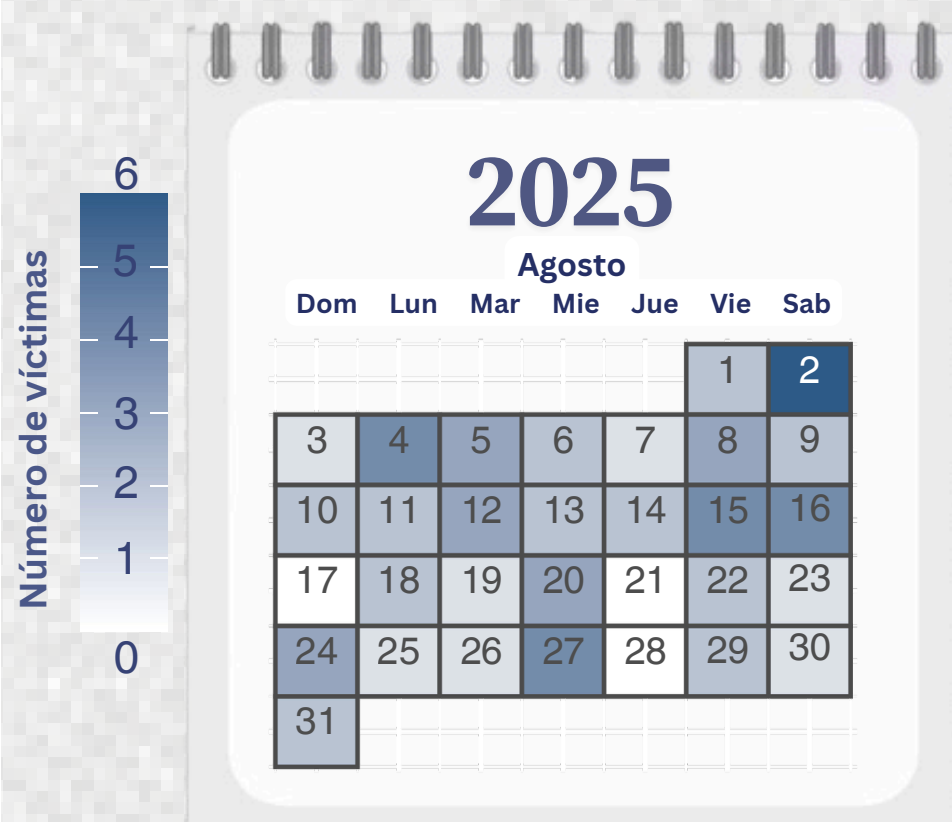 2025
Agosto
Dom Lun Mar Mie Jue Vie Sab
1 2
3 4 5 6 7 8 9
10 11 12 13 14 15 16
17 18 19 20 21 22 23
24 25 26 27 28 29 30
31
Número de víctimas
6
5
4
3
2
1
0